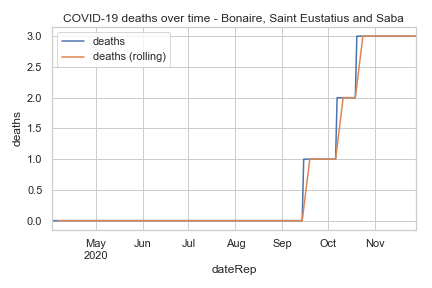 COVID-19 deaths over time - Bonaire, Saint Eustatius and Saba
deaths
deaths (rolling)
3.0
2.5
2.0
1.5
1.0
0.5
0.0
deaths
May Jun Jul Aug Sep Oct Nov
2020
dateRep